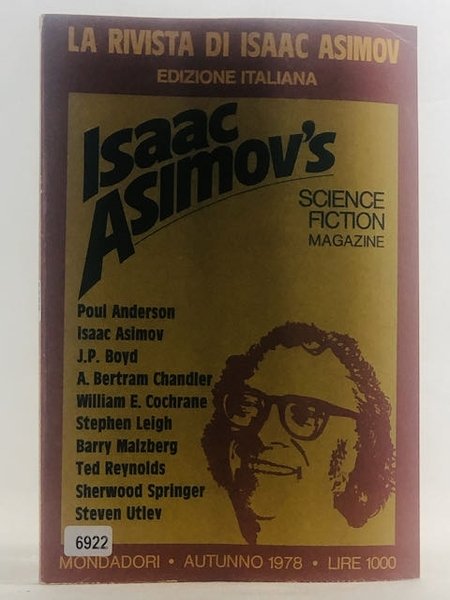 LA RIVISTA DI ISAAC ASIMOV
EDIZIONE ITALIANA
Isaac
Asimov's
SCIENCE
FICTION
MAGAZINE
Poul Anderson
Isaac Asimov
J.P. Boyd
A. Bertram Chandler
William E. Cochrane
Stephen Leigh
Barry Malzberg
Ted Reynolds
Sherwood Springer
Steven Utley
6922
MONDADORI • AUTUNNO 1978 • LIRE 1000